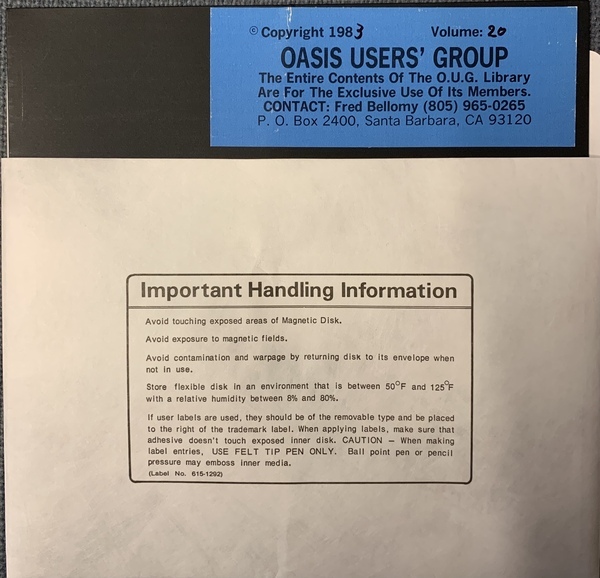 © Copyright 1983 Volume: 20
OASIS USERS' GROUP
The Entire Contents Of The O.U.G. Library
Are For The Exclusive Use Of Its Members.
CONTACT: Fred Bellomy (805) 965-0265
P. O. Box 2400, Santa Barbara, CA 93120
Important Handling Information
Avoid touching exposed areas of Magnetic Disk.
Avoid exposure to magnetic fields.
Avoid contamination and warpage by returning disk to its envelope when
not in use.
Store flexible disk in an environment that is between 50°F and 125°F
with a relative humidity between 8% and 80%.
If user labels are used, they should be of the removable type and be placed
to the right of the trademark label. When applying labels, make sure that
adhesive doesn't touch exposed inner disk. CAUTION – When making
label entries, USE FELT TIP PEN ONLY. Ball point pen or pencil
pressure may emboss inner media.
(Label No. 615-1292)